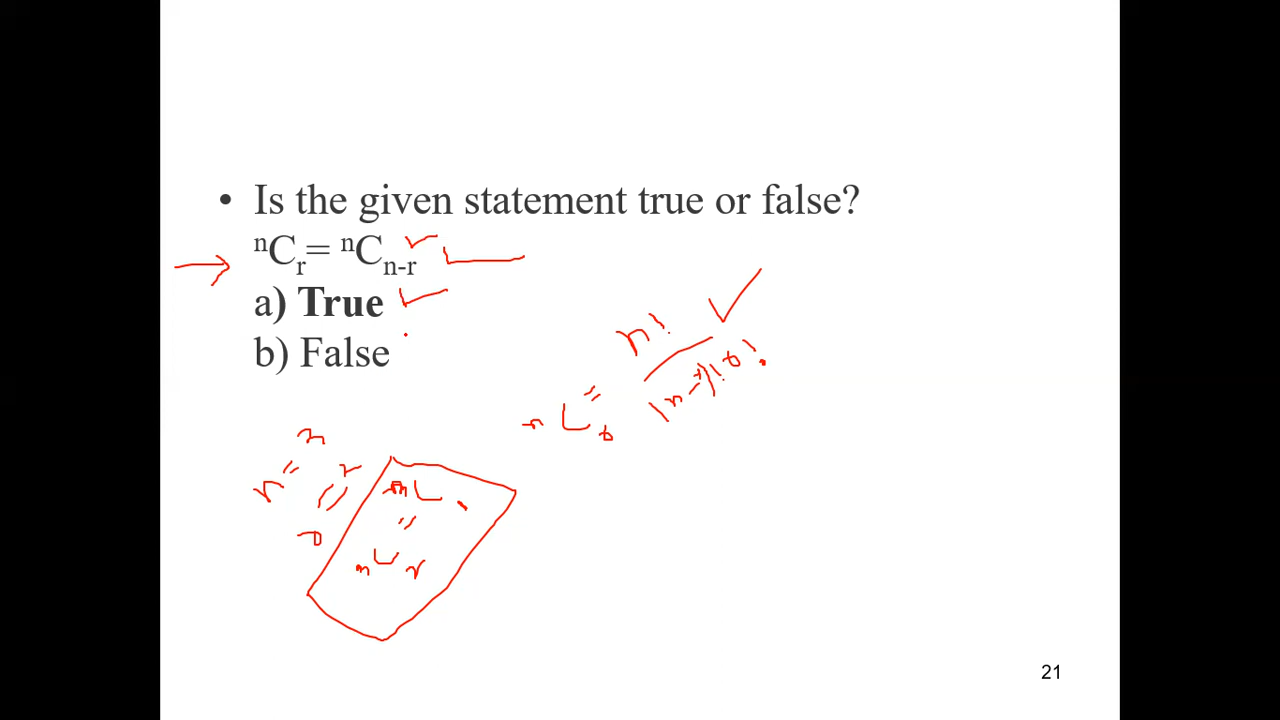 • Is the given statement true or false?
ⁿCᵣ= ⁿCₙ₋ᵣ
a) True
b) False
n!
n C =
n =
21